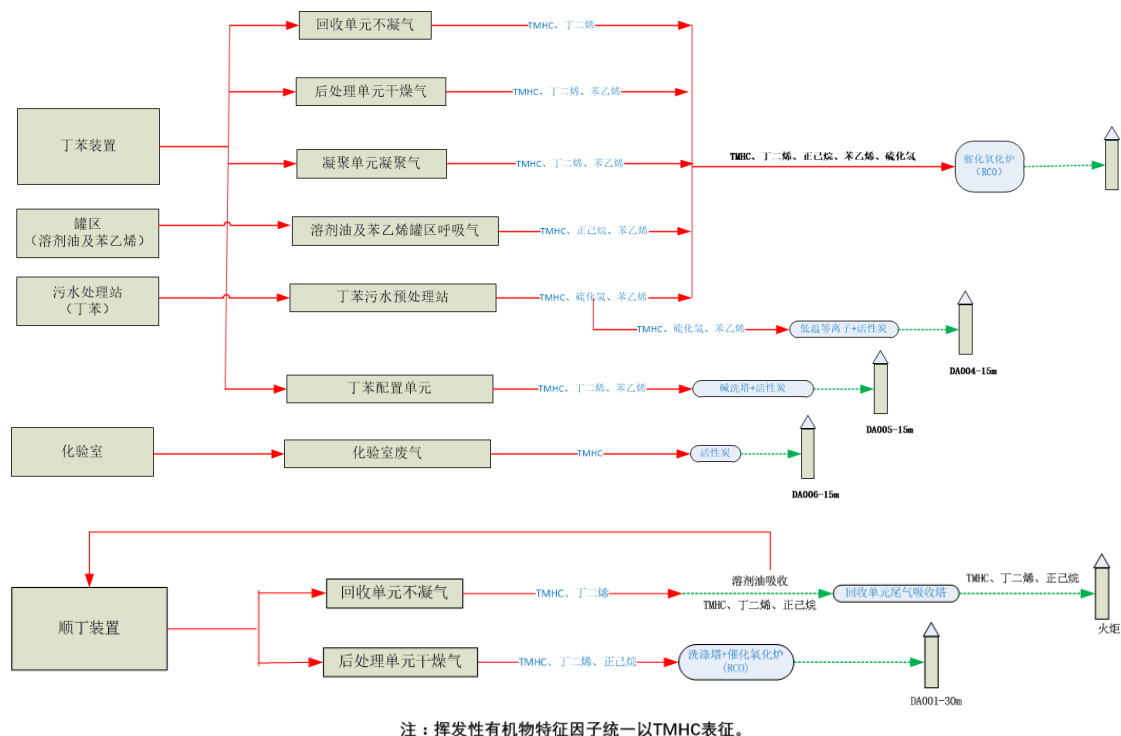 回收单元不凝气
TMHC、丁二烯
后处理单元干燥气
TMHC、丁二烯、苯乙烯
丁苯装置
凝聚单元凝聚气
TMHC、丁二烯、苯乙烯
TMHC、丁二烯、正己烷、苯乙烯、硫化氢
催化氧化炉
（RCO）
罐区
（溶剂油及苯乙烯）
溶剂油及苯乙烯罐区呼吸气
TMHC、正己烷、苯乙烯
污水处理站
（丁苯）
丁苯污水预处理站
TMHC、硫化氢、苯乙烯
TMHC、硫化氢、苯乙烯
低温等离子+活性炭
DA004-15m
丁苯配置单元
TMHC、丁二烯、苯乙烯
碱洗塔+活性炭
DA005-15m
化验室
化验室废气
TMHC
活性炭
DA006-15m
顺丁装置
回收单元不凝气
TMHC、丁二烯
溶剂油吸收
TMHC、丁二烯、正己烷
回收单元尾气吸收塔
TMHC、丁二烯、正己烷
火炬
后处理单元干燥气
TMHC、丁二烯、正己烷
洗涤塔+催化氧化炉
(RCO)
DA001-30m
注：挥发性有机物特征因子统一以TMHC表征。